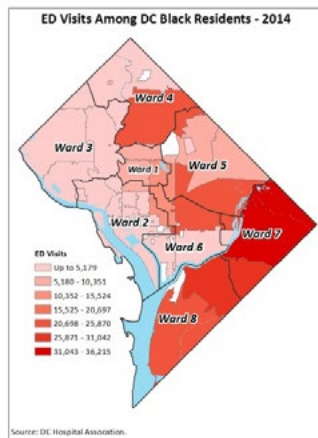 ED Visits Among DC Black Residents - 2014
Ward 4
Ward 3
Ward 5
Ward 1
Ward 2
Ward 7
Ward 6
Ward 8
ED Visits
Up to 5,179
5,180 - 10,351
10,352 - 15,524
15,525 - 20,697
20,698 - 25,870
25,871 - 31,042
31,043 - 36,215
Source: DC Hospital Assocation.